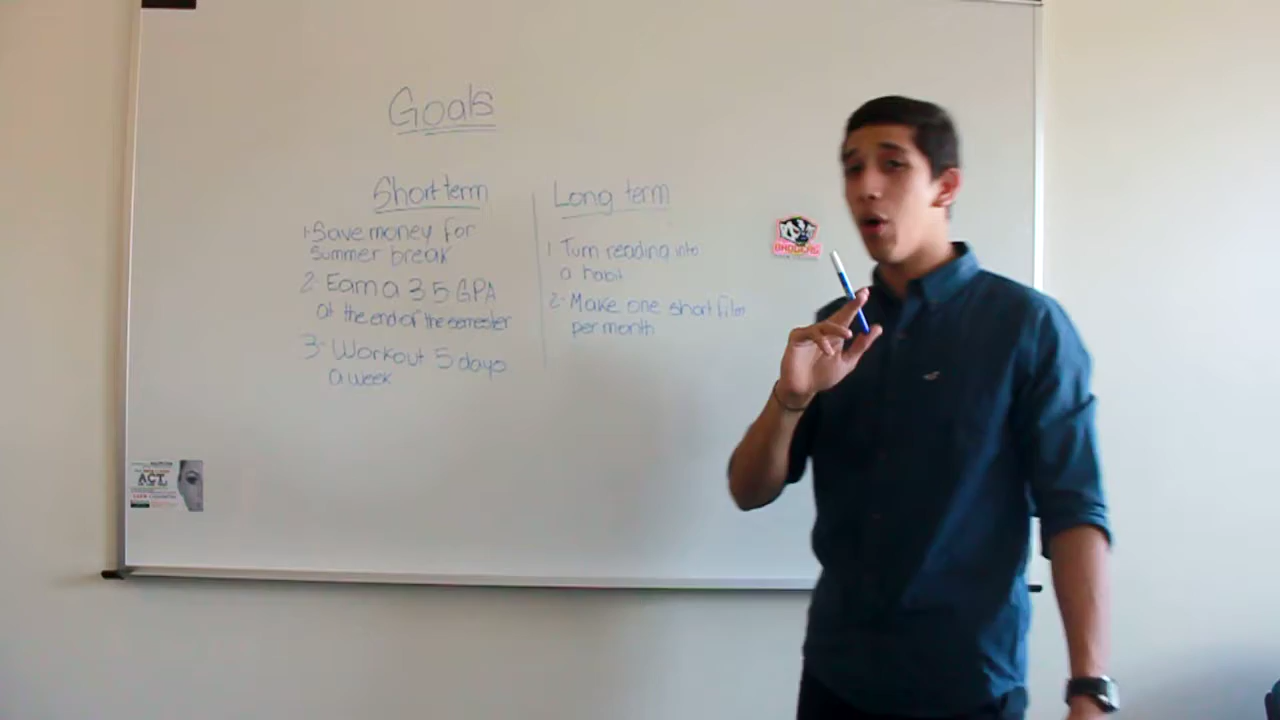 Goals
Short term
1-Save money for
summer break
2-Earn a 3.5 GPA
at the end of the semester
3-Workout 5 days
a week
Long term
1 Turn reading into
a habit
2-Make one short film
per month
BADGERS
ACT.